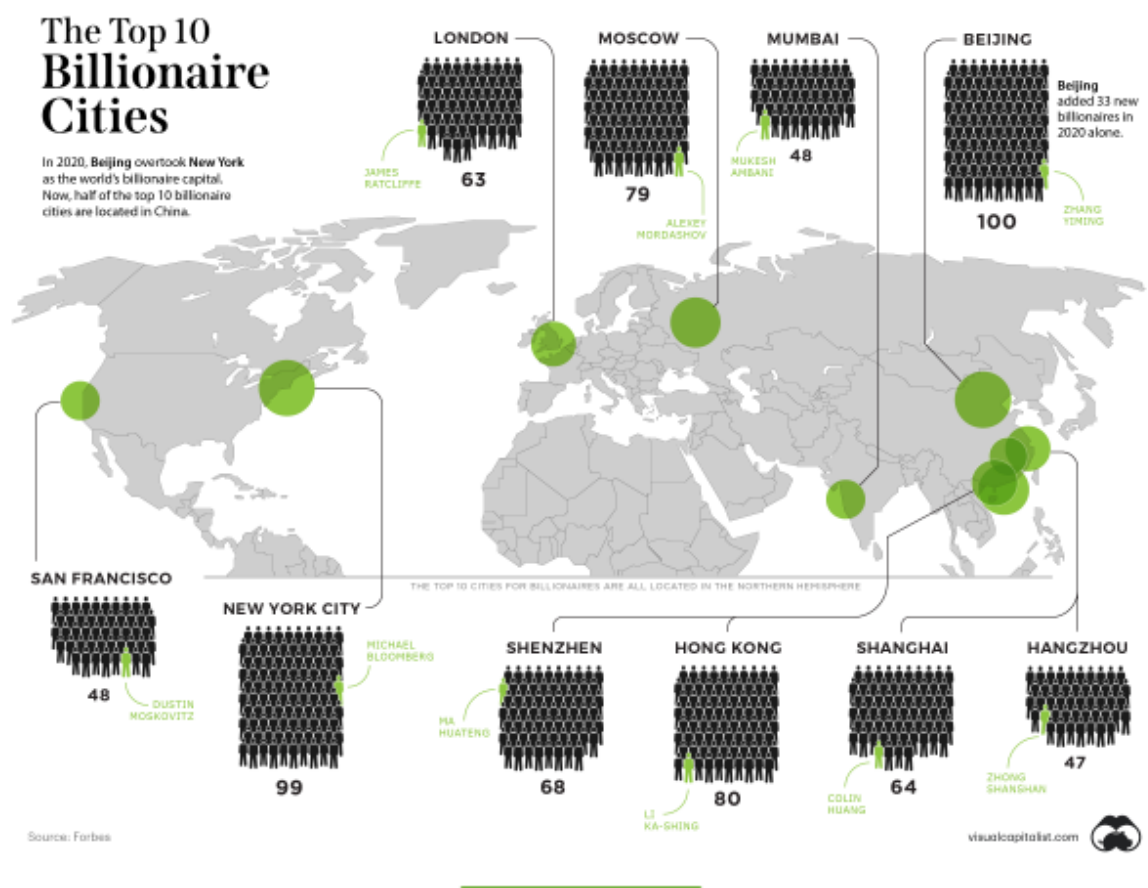 The Top 10
Billionaire
Cities
In 2020, Beijing overtook New York
as the world's billionaire capital.
Now, half of the top 10 billionaire
cities are located in China.
LONDON
JAMES
RATCLIFFE
63
MOSCOW
79
ALEXEY
MORDASHOV
MUMBAI
MUKESH
AMBANI
48
BEIJING
Beijing
added 33 new
billionaires in
2020 alone.
100
ZHANG
YIMING
SAN FRANCISCO
48
DUSTIN
MOSKOVITZ
THE TOP 10 CITIES FOR BILLIONAIRES ARE ALL LOCATED IN THE NORTHERN HEMISPHERE
NEW YORK CITY
MICHAEL
BLOOMBERG
99
SHENZHEN
MA
HUATENG
68
HONG KONG
LI
KA-SHING
80
SHANGHAI
COLIN
HUANG
64
HANGZHOU
ZHONG
SHANSHAN
47
Source: Forbes
visualcapitalist.com